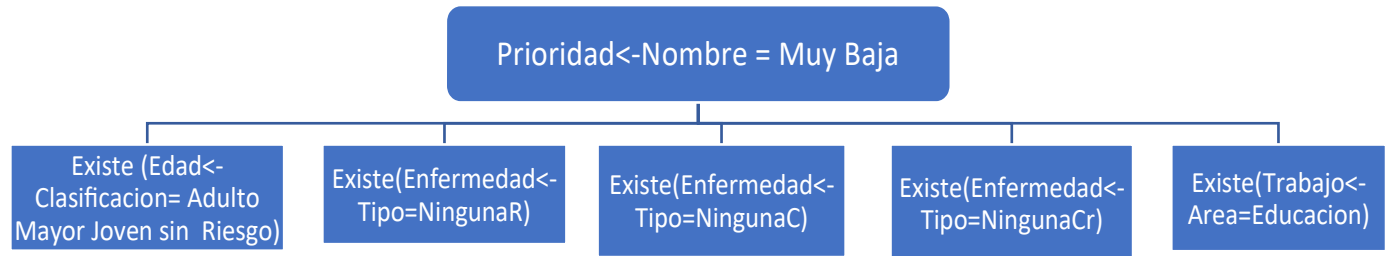 Prioridad<-Nombre = Muy Baja
Existe (Edad<-
Clasificacion= Adulto
Mayor Joven sin  Riesgo)
Existe(Enfermedad<-
Tipo=NingunaR)
Existe(Enfermedad<-
Tipo=NingunaC)
Existe(Enfermedad<-
Tipo=NingunaCr)
Existe(Trabajo<-
Area=Educacion)